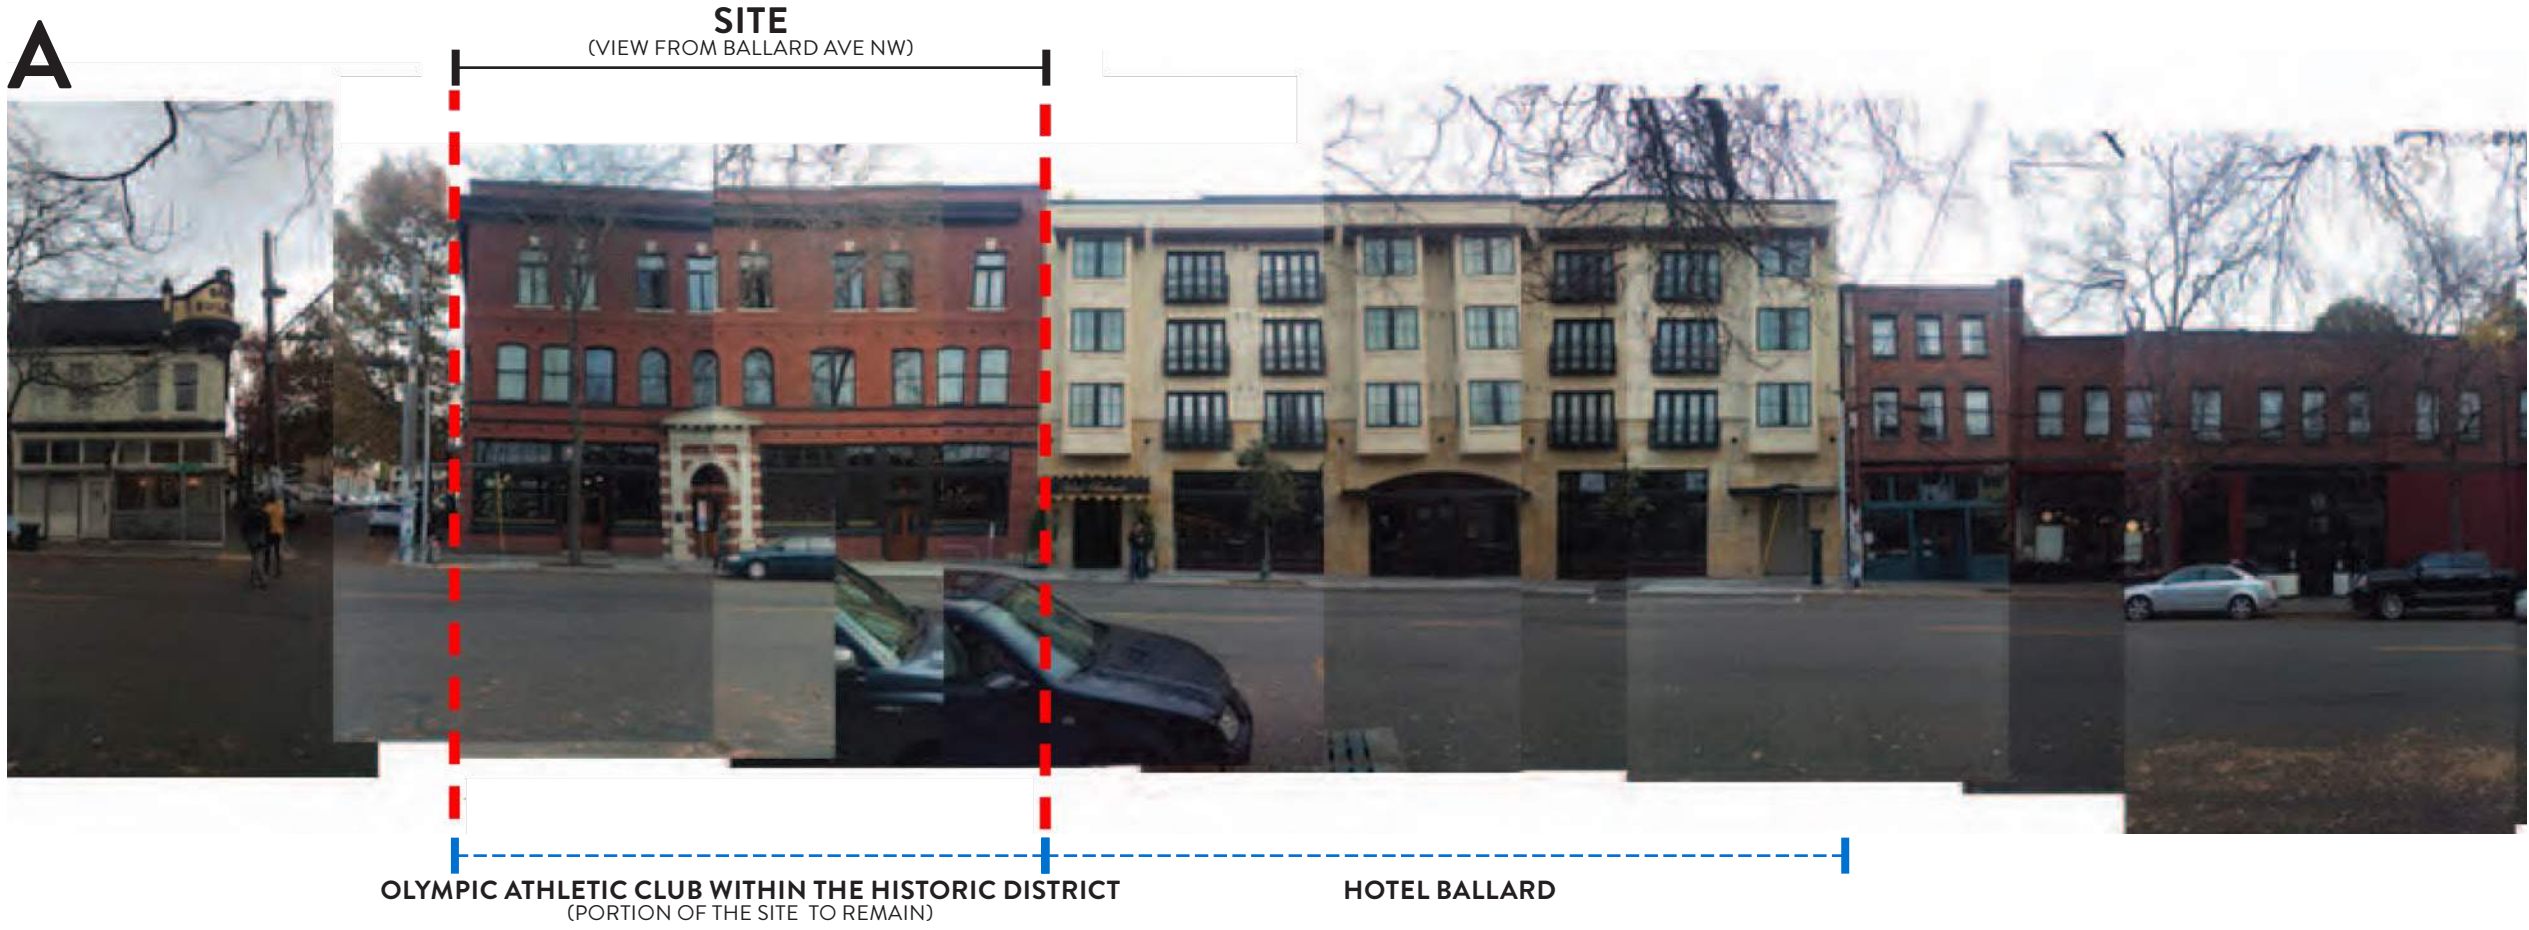 A
SITE
(VIEW FROM BALLARD AVE NW)
OLYMPIC ATHLETIC CLUB WITHIN THE HISTORIC DISTRICT
(PORTION OF THE SITE TO REMAIN)
HOTEL BALLARD